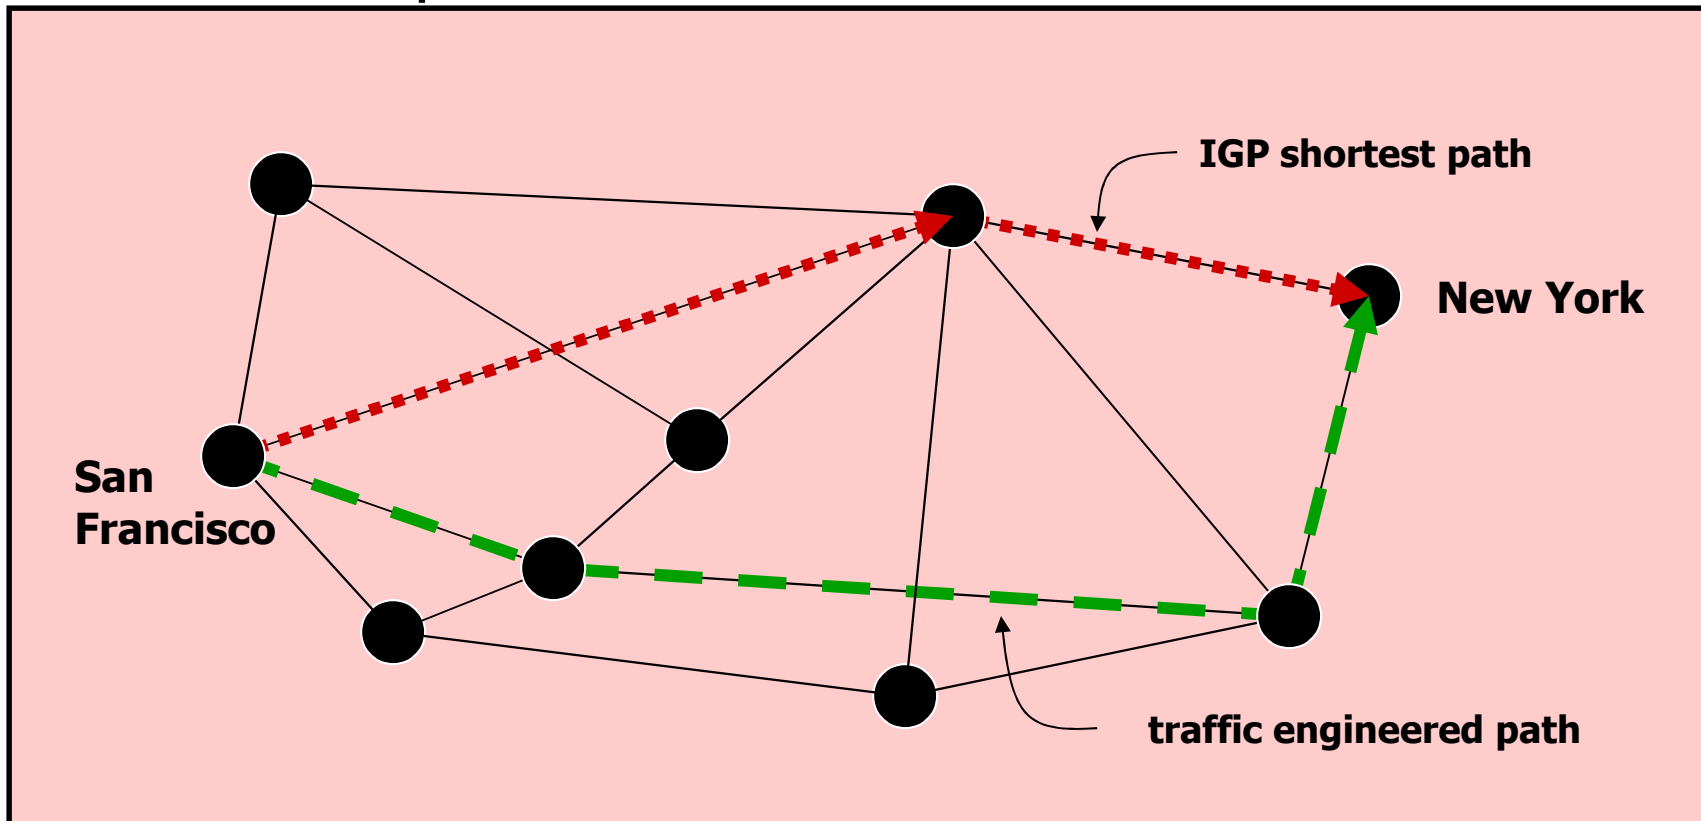 IGP shortest path
New York
San
Francisco
traffic engineered path